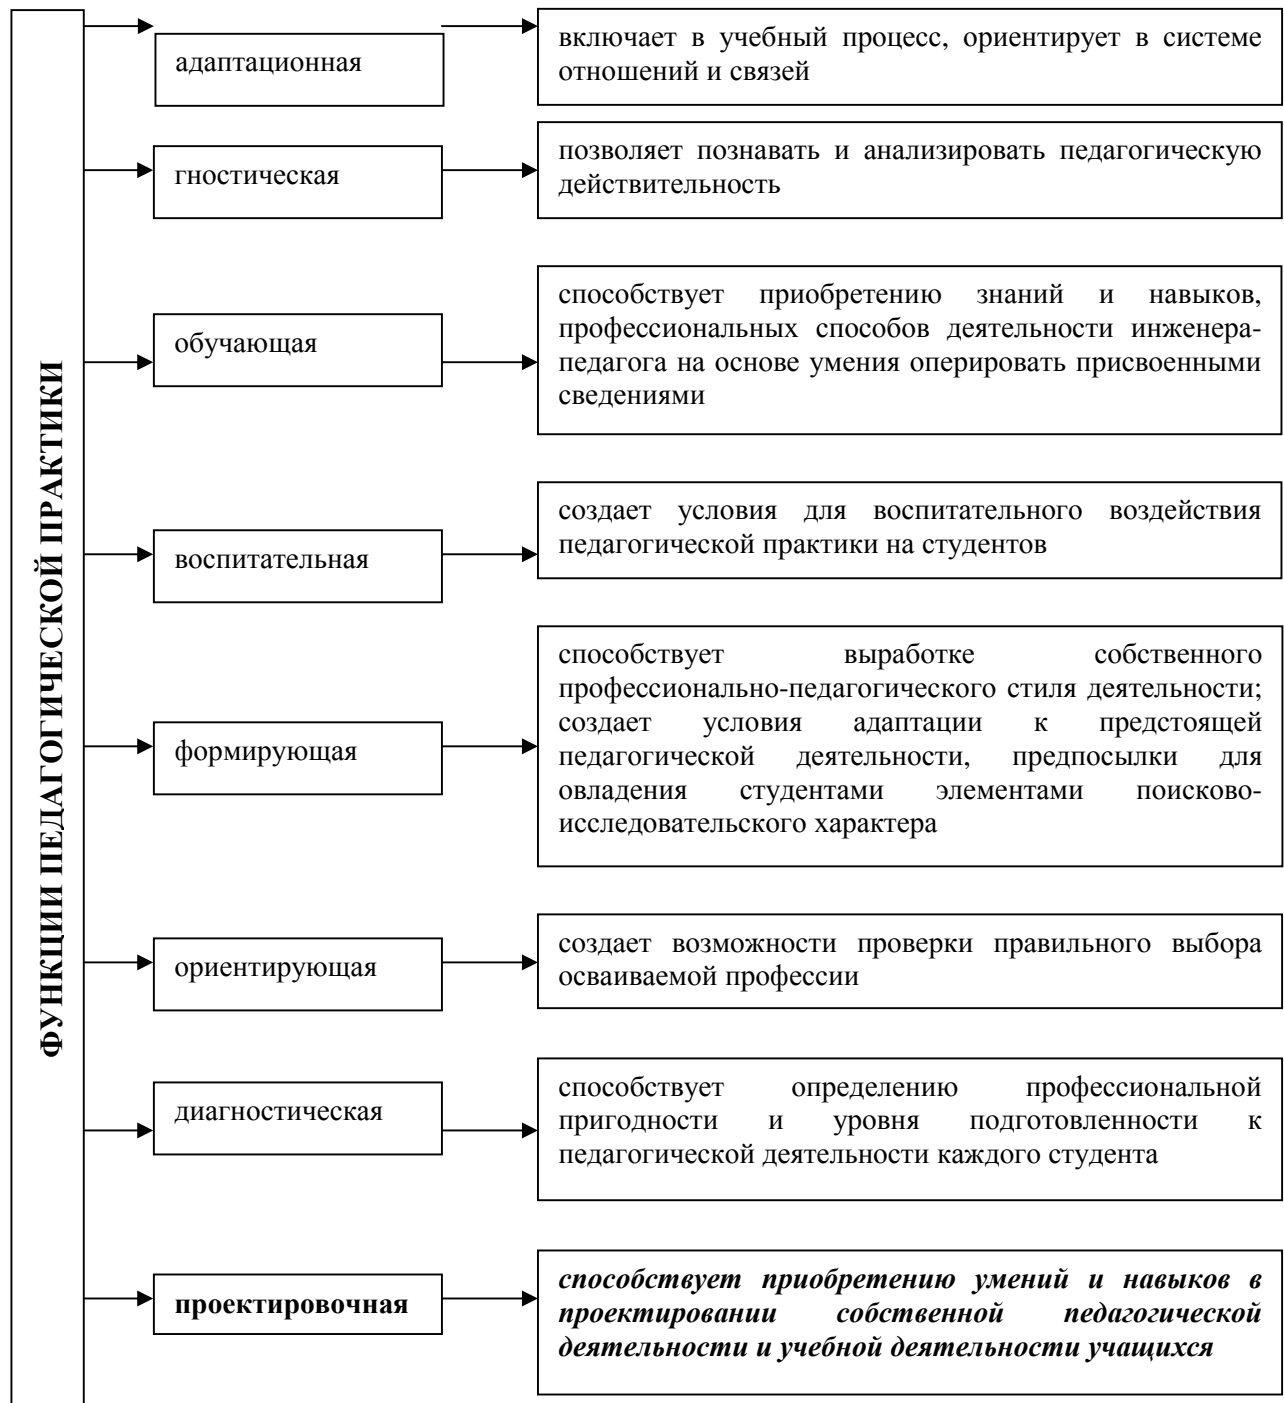 ФУНКЦИИ ПЕДАГОГИЧЕСКОЙ ПРАКТИКИ
адаптационная
включает в учебный процесс, ориентирует в системе
отношений и связей
гностическая
позволяет познавать и анализировать педагогическую
действительность
обучающая
способствует приобретению знаний и навыков,
профессиональных способов деятельности инженера-
педагога на основе умения оперировать присвоенными
сведениями
воспитательная
создает условия для воспитательного воздействия
педагогической практики на студентов
формирующая
способствует выработке собственного
профессионально-педагогического стиля деятельности;
создает условия адаптации к предстоящей
педагогической деятельности, предпосылки для
овладения студентами элементами поисково-
исследовательского характера
ориентирующая
создает возможности проверки правильного выбора
осваиваемой профессии
диагностическая
способствует определению профессиональной
пригодности и уровня подготовленности к
педагогической деятельности каждого студента
проектировочная
способствует приобретению умений и навыков в
проектировании собственной педагогической
деятельности и учебной деятельности учащихся